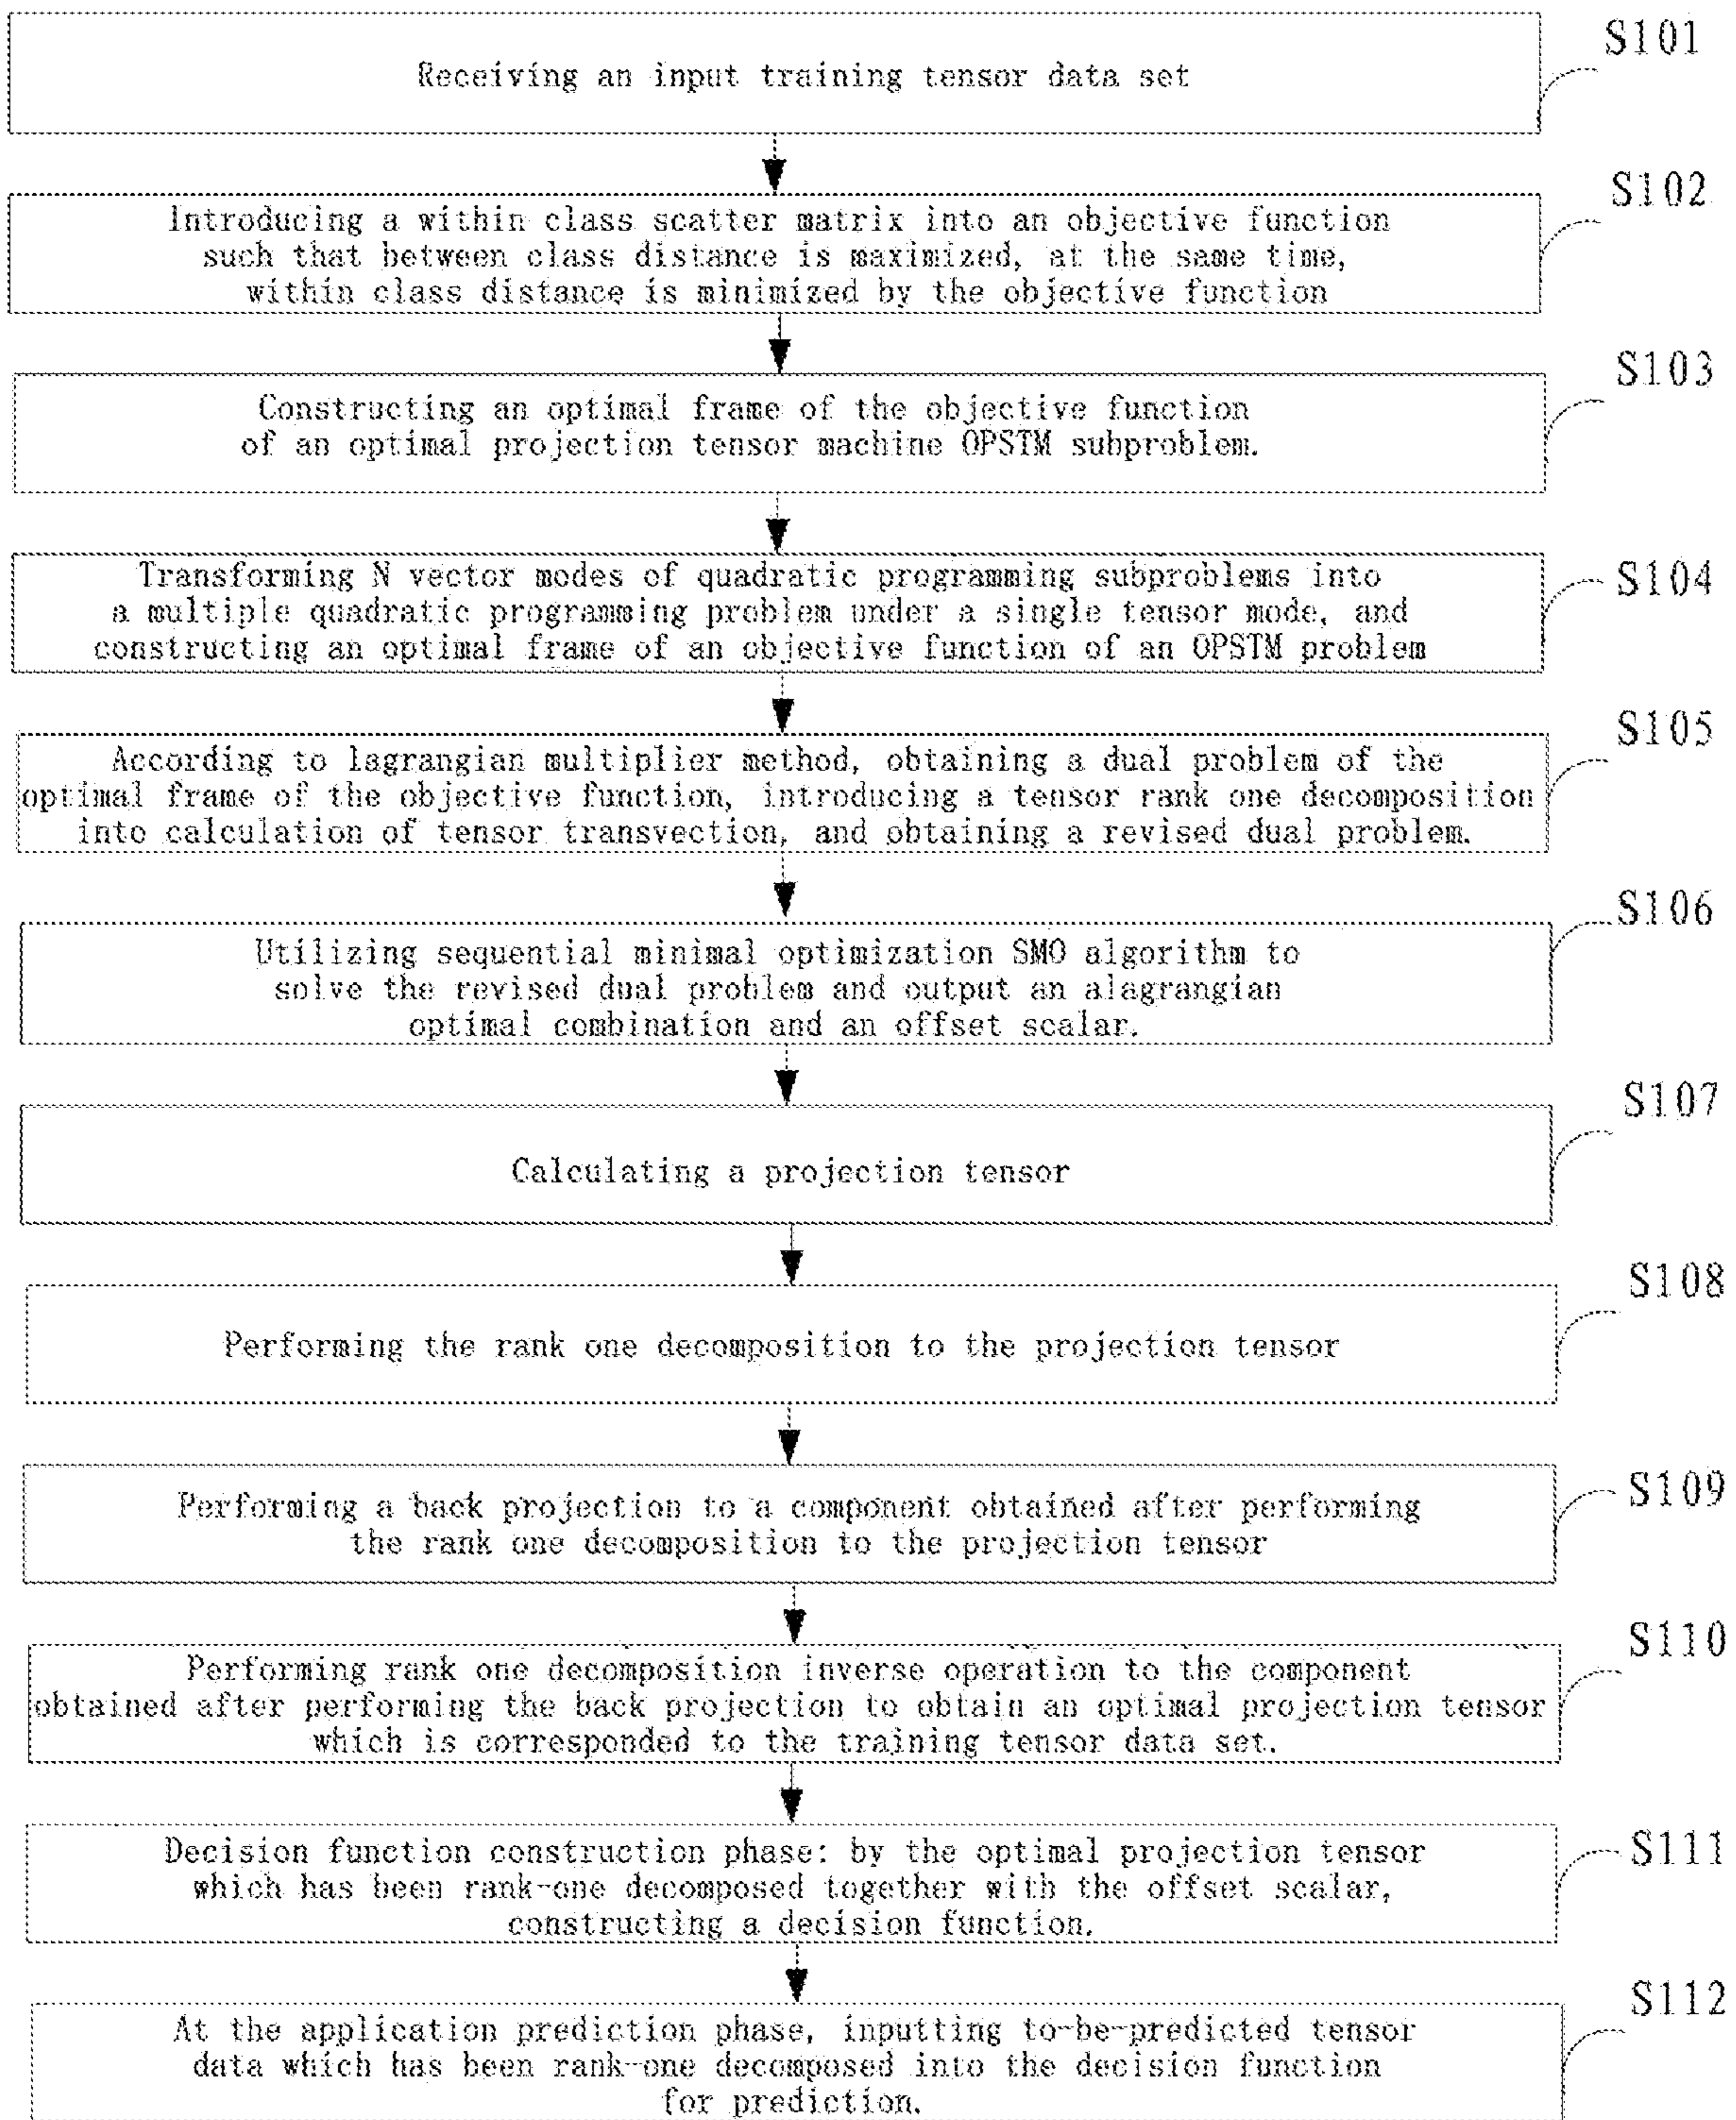 S101
Receiving an input training tensor data set
S102
Introducing a within class scatter matrix into an objective function
such that between class distance is maximized, at the same time,
within class distance is minimized by the objective function
S103
Constructing an optimal frame of the objective function
of an optimal projection tensor machine OPSTM subproblem.
S104
Transforming N vector modes of quadratic programming subproblems into
a multiple quadratic programming problem under a single tensor mode, and
constructing an optimal frame of an objective function of an OPSTM problem
S105
According to lagrangian multiplier method, obtaining a dual problem of the
optimal frame of the objective function, introducing a tensor rank one decomposition
into calculation of tensor transvection, and obtaining a revised dual problem.
S106
Utilizing sequential minimal optimization SMO algorithm to
solve the revised dual problem and output an alagrangian
optimal combination and an offset scalar.
S107
Calculating a projection tensor
S108
Performing the rank one decomposition to the projection tensor
S109
Performing a back projection to a component obtained after performing
the rank one decomposition to the projection tensor
S110
Performing rank one decomposition inverse operation to the component
obtained after performing the back projection to obtain an optimal projection tensor
which is corresponded to the training tensor data set.
S111
Decision function construction phase: by the optimal projection tensor
which has been rank-one decomposed together with the offset scalar,
constructing a decision function.
S112
At the application prediction phase, inputting to-be-predicted tensor
data which has been rank-one decomposed into the decision function
for prediction.